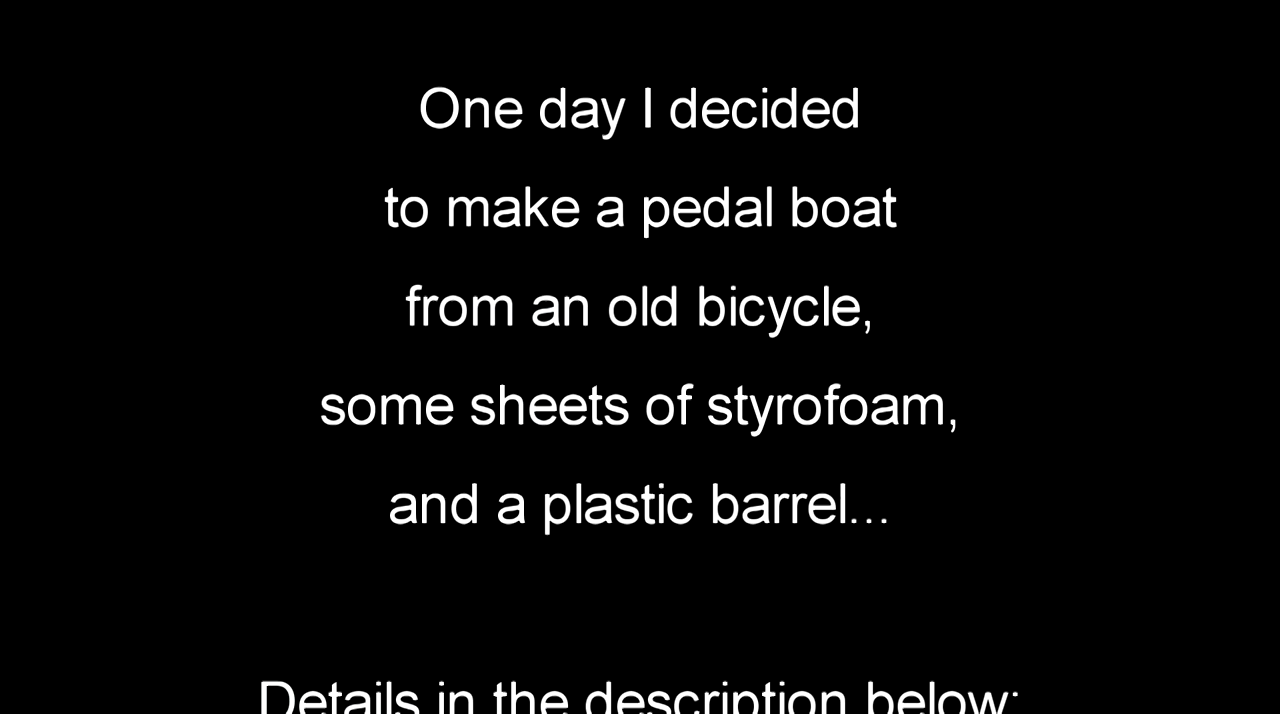 One day I decided
to make a pedal boat
from an old bicycle,
some sheets of styrofoam,
and a plastic barrel...
Details in the description below: